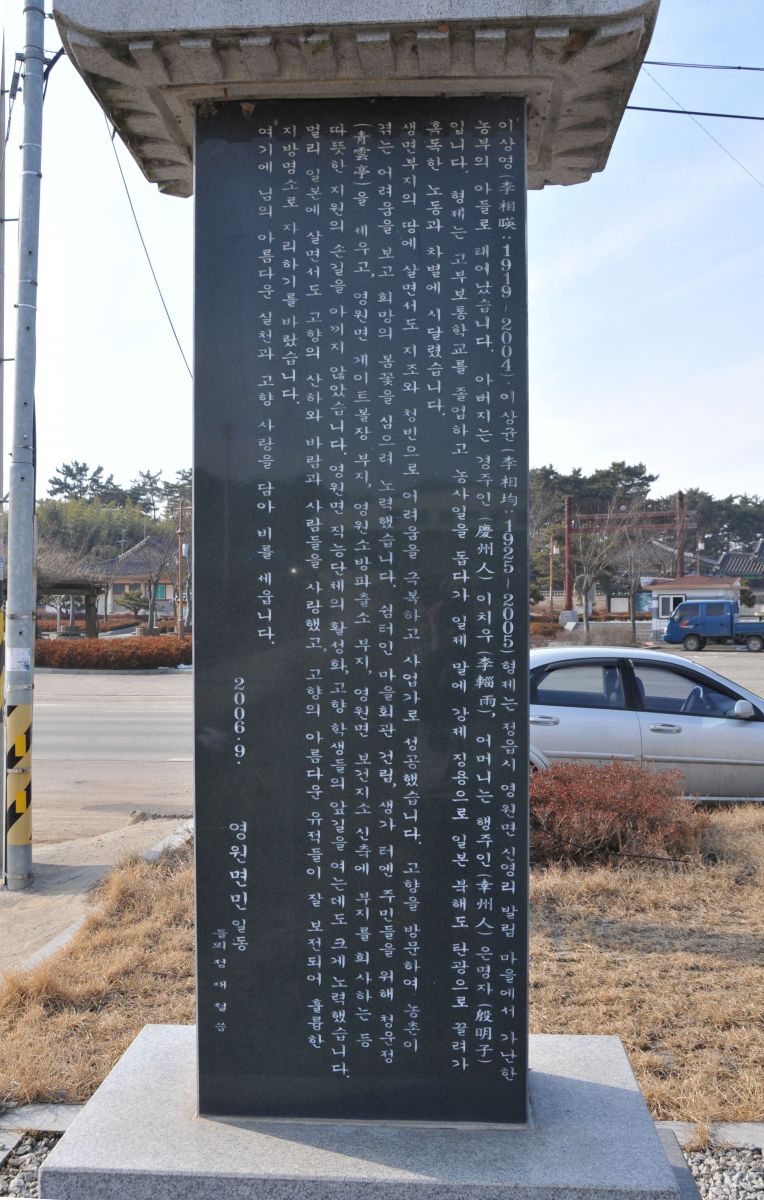 이상영(李相暎: 1919~2004)· 이상균(李相均: 1925~2005) 형제는 정읍시 영원면 신영리 발림 마을에서 가난한
농부의 아들로 태어났습니다. 아버지는 경주인(慶州人) 이치우(李輜雨), 어머니는 행주인(幸州人) 은명자(殷明子)
입니다. 형제는 고부보통학교를 졸업하고 농사일을 돕다가 일제 말에 강제 징용으로 일본 북해도 탄광으로 끌려가
혹독한 노동과 차별에 시달렸습니다.
생면부지의 땅에 살면서도 지조와 청빈으로 어려움을 극복하고 사업가로 성공했습니다. 고향을 방문하여 농촌이
겪는 어려움을 보고 희망의 봄꽃을 심으려 노력했습니다. 쉼터인 마을회관 건립, 생가 터엔 주민들을 위해 청운정
(靑雲亭)을 세우고, 영원면 게이트볼장 부지, 영원소방파출소 부지, 영원면 보건지소 신축에 부지를 희사하는 등
따뜻한 지원의 손길을 아끼지 않았습니다. 영원면 직능단체의 활성화, 고향 학생들의 앞길을 여는데도 크게 노력했습니다.
멀리 일본에 살면서도 고향의 산하와 바람과 사람들을 사랑했고, 고향의 아름다운 유적들이 잘 보전되어 훌륭한
지방명소로 자리하기를 바랐습니다.
여기에 님의 아름다운 실천과 고향 사랑을 담아 비를 세웁니다.
2006·9·
영원면민 일동
들뫼 정재철 씀